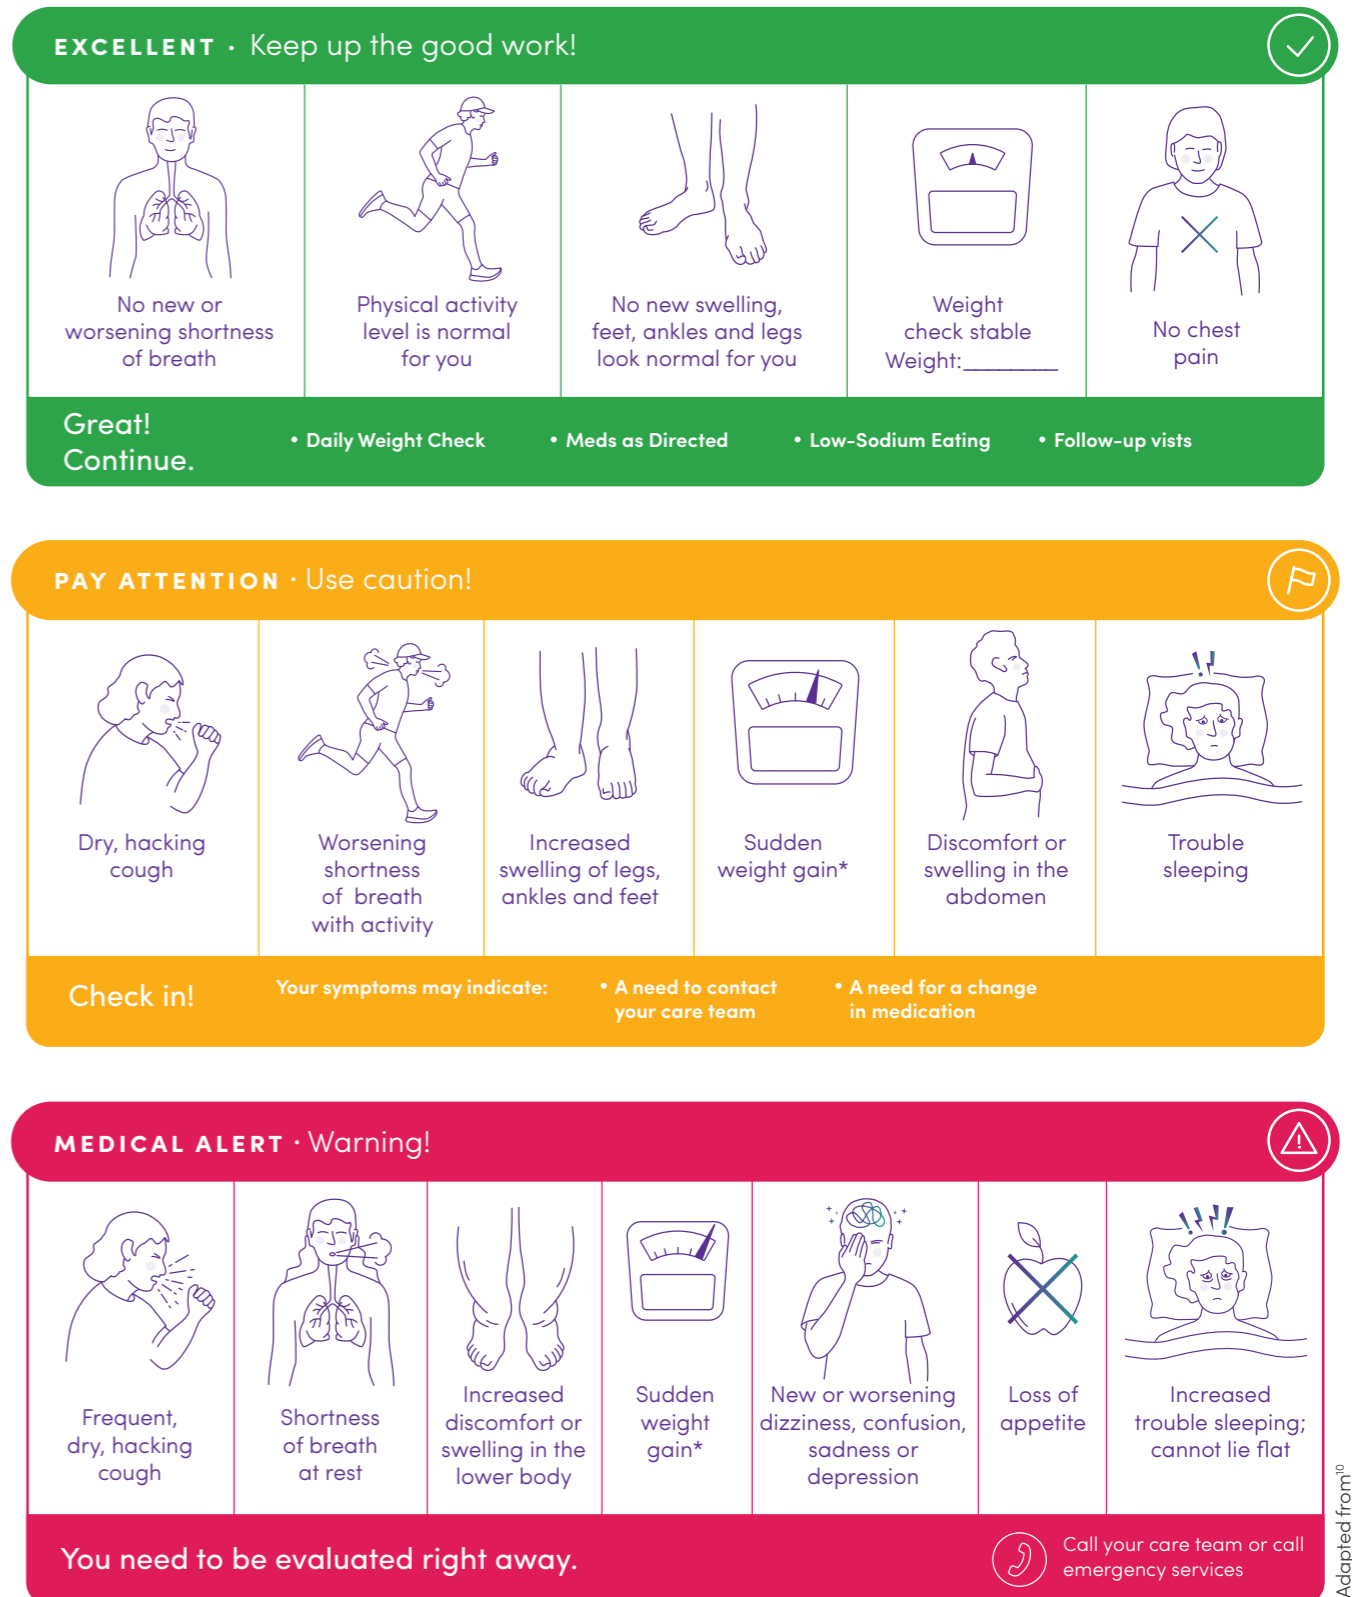 EXCELLENT · Keep up the good work!
No new or
worsening shortness
of breath
Physical activity
level is normal
for you
No new swelling,
feet, ankles and legs
look normal for you
Weight
check stable
Weight:________
No chest
pain
Great!
Continue.
• Daily Weight Check
• Meds as Directed
• Low-Sodium Eating
• Follow-up vists
PAY ATTENTION · Use caution!
Dry, hacking
cough
Worsening
shortness
of breath
with activity
Increased
swelling of legs,
ankles and feet
Sudden
weight gain*
Discomfort or
swelling in the
abdomen
Trouble
sleeping
Check in!
Your symptoms may indicate:
• A need to contact
your care team
• A need for a change
in medication
MEDICAL ALERT · Warning!
Frequent,
dry, hacking
cough
Shortness
of breath
at rest
Increased
discomfort or
swelling in the
lower body
Sudden
weight
gain*
New or worsening
dizziness, confusion,
sadness or
depression
Loss of
appetite
Increased
trouble sleeping;
cannot lie flat
You need to be evaluated right away.
Call your care team or call
emergency services
Adapted from¹⁰